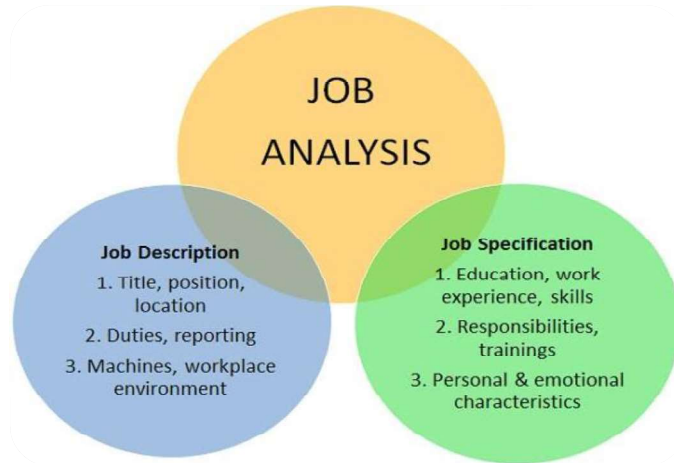 JOB
ANALYSIS
Job Description
1. Title, position,
location
2. Duties, reporting
3. Machines, workplace
environment
Job Specification
1. Education, work
experience, skills
2. Responsibilities,
trainings
3. Personal & emotional
characteristics